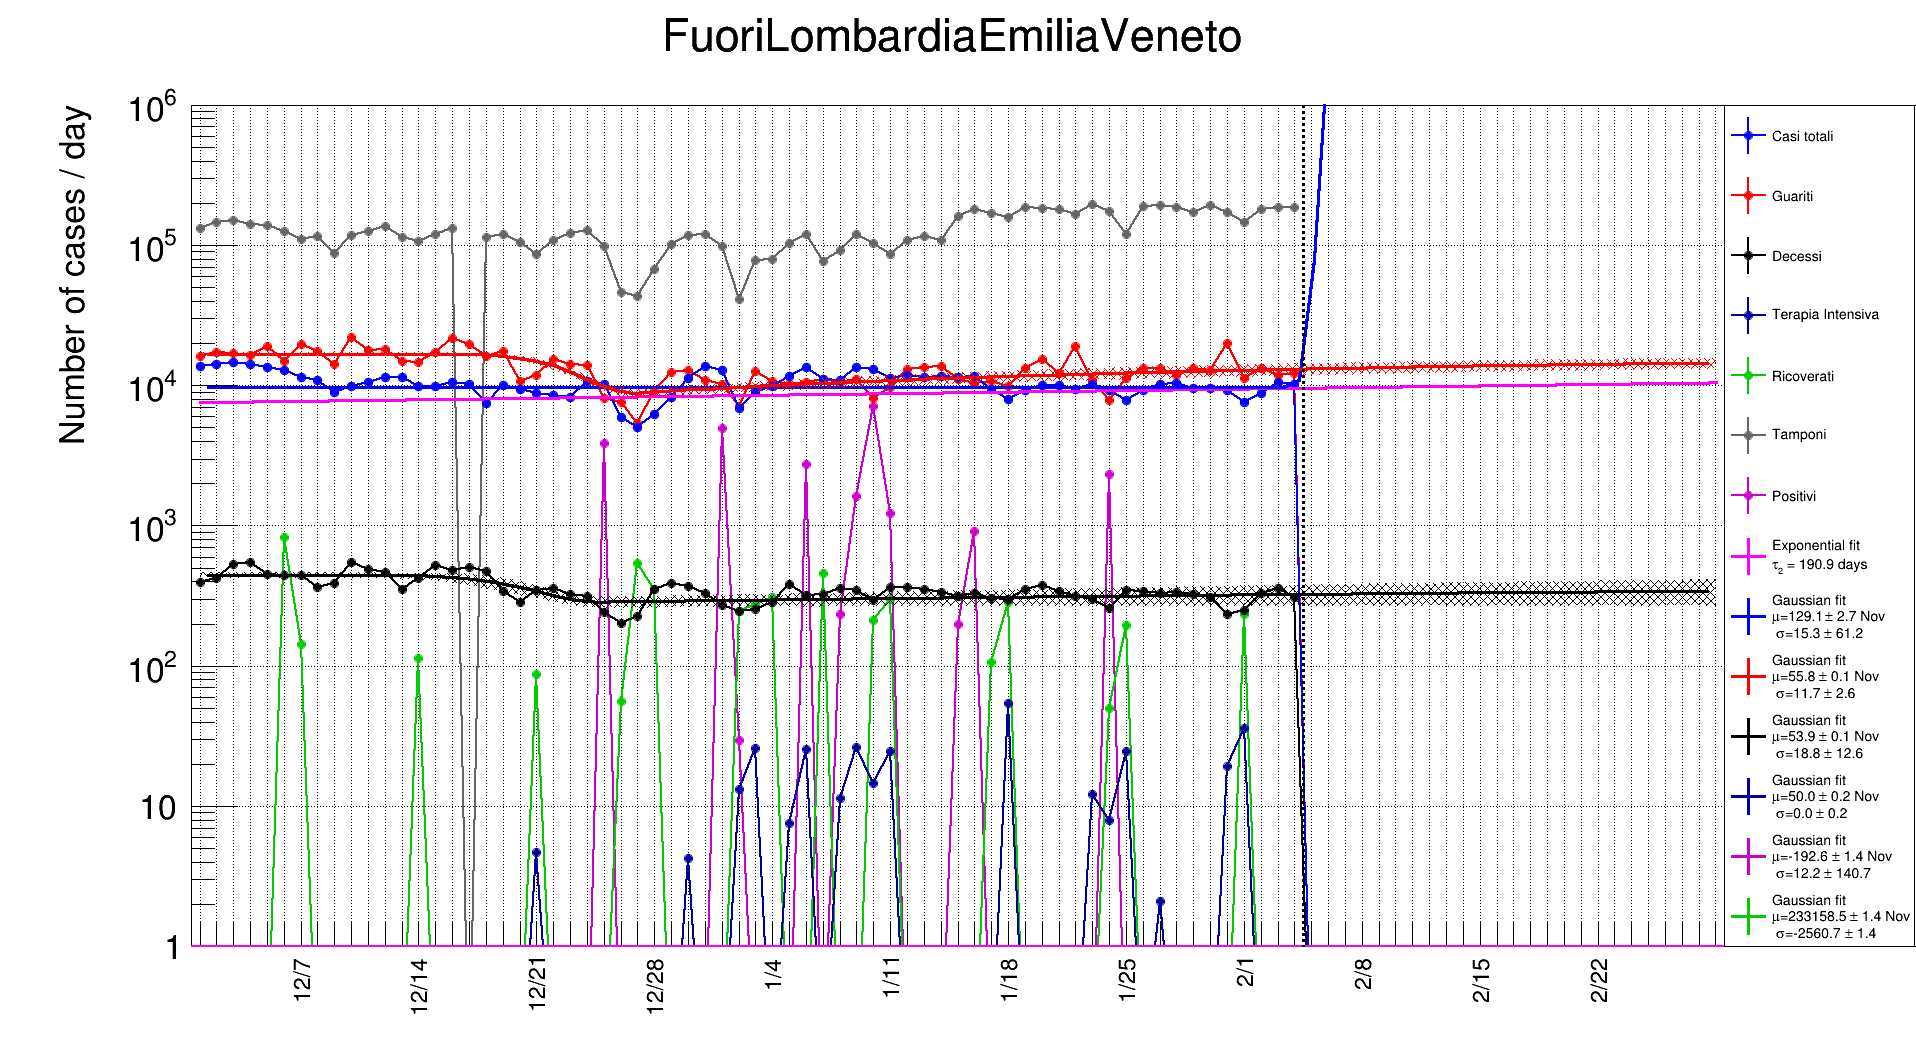 FuoriLombardiaEmiliaVeneto
Number of cases / day
10^6
10^5
10^4
10^3
10^2
10
1
12/7
12/14
12/21
12/28
1/4
1/11
1/18
1/25
2/1
2/8
2/15
2/22
Casi totali
Guariti
Decessi
Terapia Intensiva
Ricoverati
Tamponi
Positivi
Exponential fit
τ₂ = 190.9 days
Gaussian fit
μ=129.1 ± 2.7 Nov
σ=15.3 ± 61.2
Gaussian fit
μ=55.8 ± 0.1 Nov
σ=11.7 ± 2.6
Gaussian fit
μ=53.9 ± 0.1 Nov
σ=18.8 ± 12.6
Gaussian fit
μ=50.0 ± 0.2 Nov
σ=0.0 ± 0.2
Gaussian fit
μ=-192.6 ± 1.4 Nov
σ=12.2 ± 140.7
Gaussian fit
μ=233158.5 ± 1.4 Nov
σ=-2560.7 ± 1.4